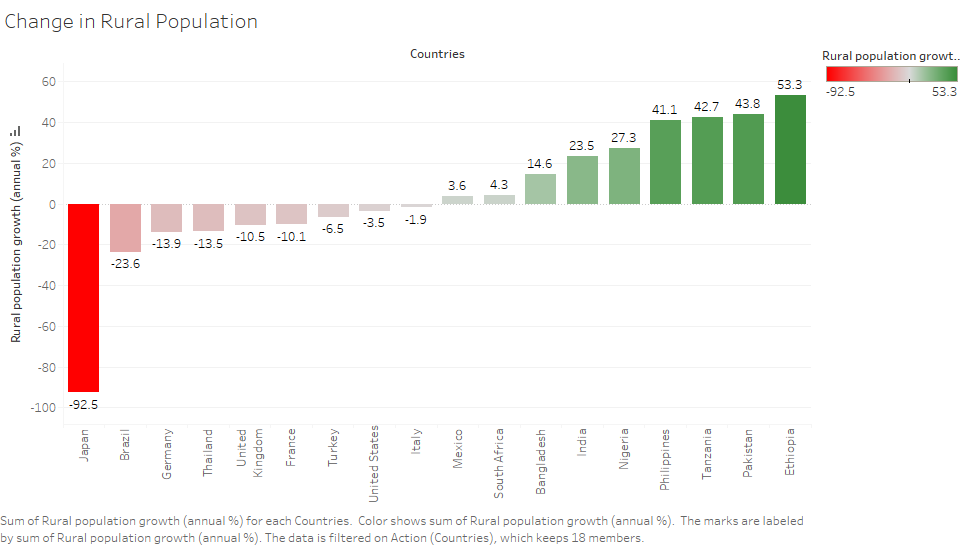 Change in Rural Population
Countries
Rural population growt..
-92.5 53.3
Rural population growth (annual %)
60
40
20
0
-20
-40
-60
-80
-100
-92.5
-23.6
-13.9
-13.5
-10.5
-10.1
-6.5
-3.5
-1.9
3.6
4.3
14.6
23.5
27.3
41.1
42.7
43.8
53.3
Japan
Brazil
Germany
Thailand
United
Kingdom
France
Turkey
United States
Italy
Mexico
South Africa
Bangladesh
India
Nigeria
Philippines
Tanzania
Pakistan
Ethiopia
Sum of Rural population growth (annual %) for each Countries.  Color shows sum of Rural population growth (annual %).  The marks are labeled
by sum of Rural population growth (annual %). The data is filtered on Action (Countries), which keeps 18 members.